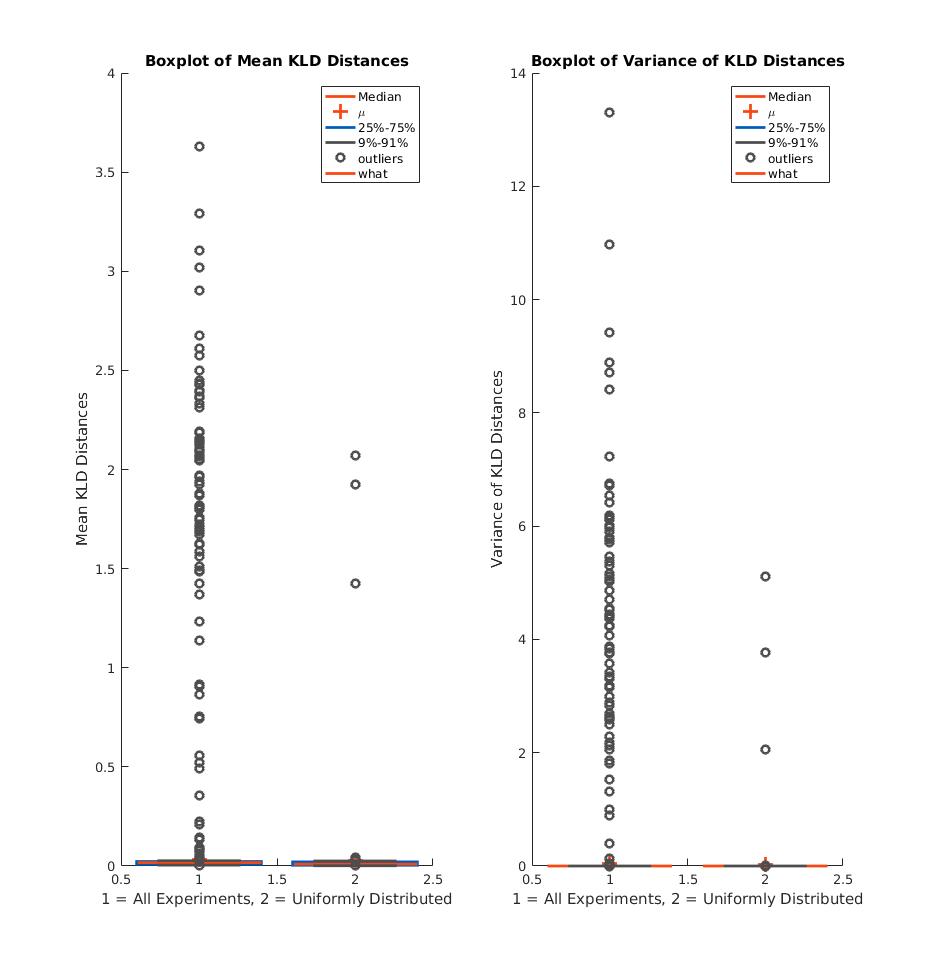 Boxplot of Mean KLD Distances
4
3.5
3
2.5
2
1.5
1
0.5
0
Mean KLD Distances
Median
μ
25%-75%
9%-91%
outliers
what
0.5 1 1.5 2 2.5
1 = All Experiments, 2 = Uniformly Distributed
Boxplot of Variance of KLD Distances
14
12
10
8
6
4
2
0
Variance of KLD Distances
Median
μ
25%-75%
9%-91%
outliers
what
0.5 1 1.5 2 2.5
1 = All Experiments, 2 = Uniformly Distributed